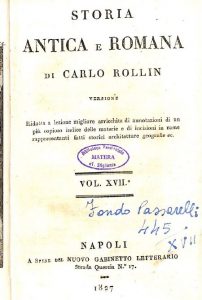 STORIA
ANTICA E ROMANA
DI CARLO ROLLIN
VERSIONE
Ridotta a lezione migliore arricchita di annotazioni di un
più copioso indice delle materie e di incisioni in rame
rappresentanti fatti storici architetture geografie ec.
MATERA
VOL. XVII.°
Fondo Passerelli
445
XVII
NAPOLI
A SPESE DEL NUOVO GABINETTO LETTERARIO
Strada Quercia N.° 17.
1827